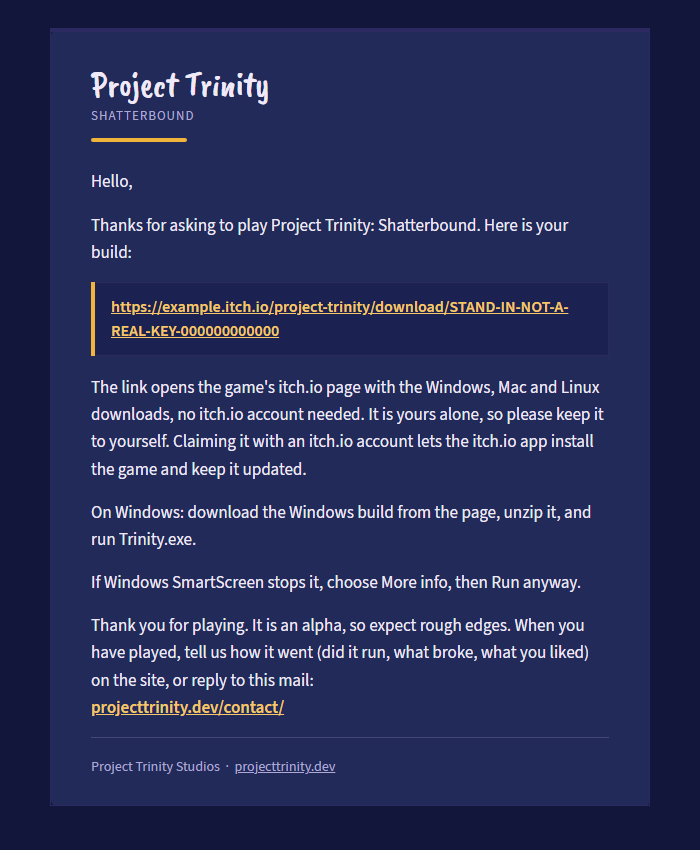 Project Trinity
SHATTERBOUND
Hello,
Thanks for asking to play Project Trinity: Shatterbound. Here is your
build:
https://example.itch.io/project-trinity/download/STAND-IN-NOT-A-
REAL-KEY-000000000000
The link opens the game's itch.io page with the Windows, Mac and Linux
downloads, no itch.io account needed. It is yours alone, so please keep it
to yourself. Claiming it with an itch.io account lets the itch.io app install
the game and keep it updated.
On Windows: download the Windows build from the page, unzip it, and
run Trinity.exe.
If Windows SmartScreen stops it, choose More info, then Run anyway.
Thank you for playing. It is an alpha, so expect rough edges. When you
have played, tell us how it went (did it run, what broke, what you liked)
on the site, or reply to this mail:
projecttrinity.dev/contact/
Project Trinity Studios · projecttrinity.dev